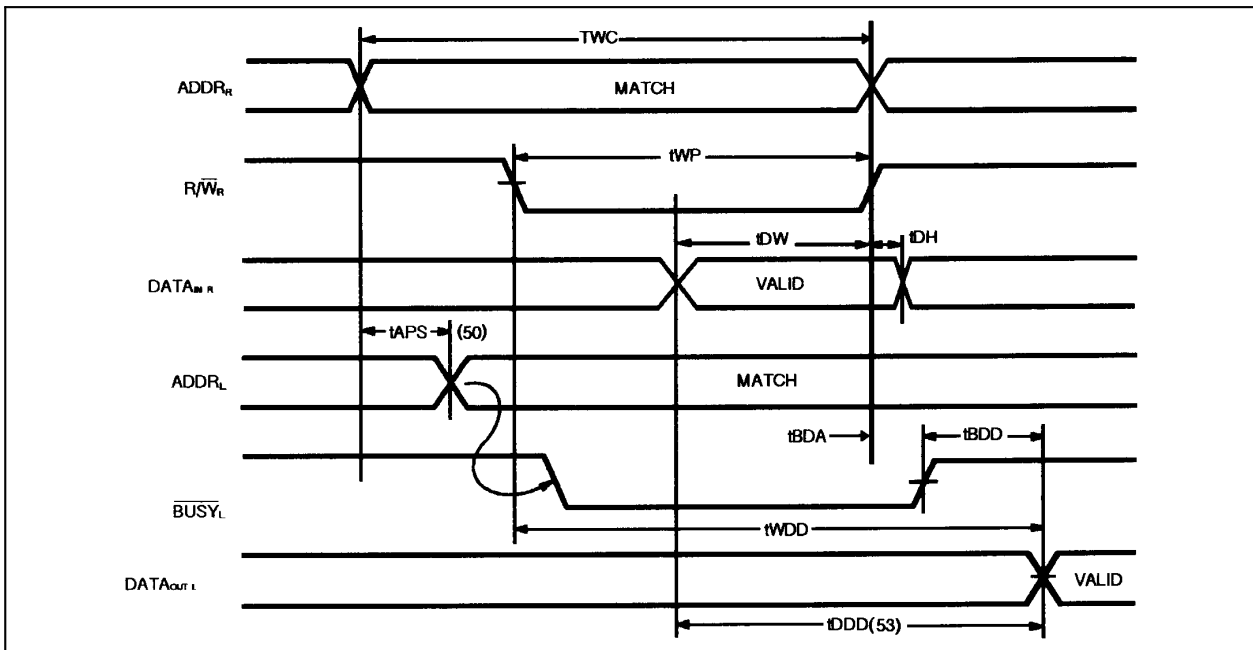 TWC
ADDR_R
MATCH
tWP
R/W̅_R
tDW
tDH
DATA_IN R
VALID
tAPS (50)
ADDR_L
MATCH
tBDA
tBDD
B̅U̅S̅Y̅_L
tWDD
DATA_OUT L
VALID
tDDD(53)